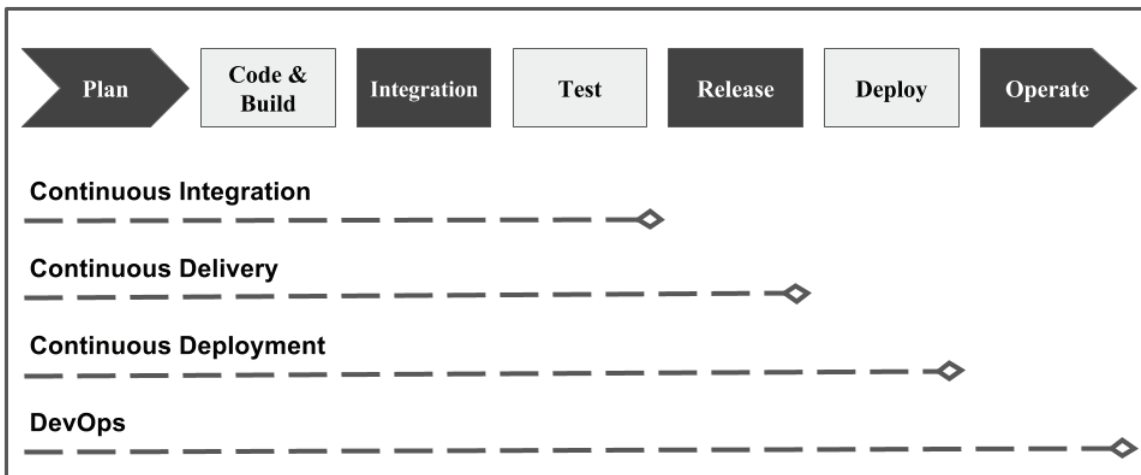 Plan
Code &
Build
Integration
Test
Release
Deploy
Operate
Continuous Integration
Continuous Delivery
Continuous Deployment
DevOps